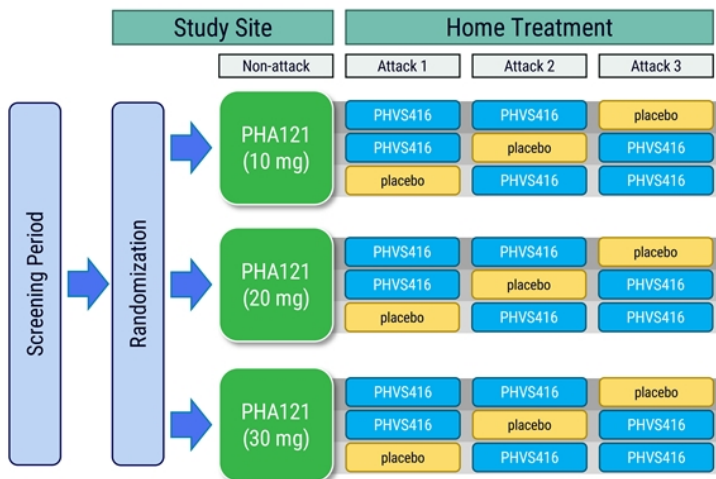 Study Site
Home Treatment
Non-attack
Attack 1
Attack 2
Attack 3
Screening Period
Randomization
PHA121
(10 mg)
PHVS416
PHVS416
placebo
PHVS416
placebo
PHVS416
placebo
PHVS416
PHVS416
PHA121
(20 mg)
PHVS416
PHVS416
placebo
PHVS416
placebo
PHVS416
placebo
PHVS416
PHVS416
PHA121
(30 mg)
PHVS416
PHVS416
placebo
PHVS416
placebo
PHVS416
placebo
PHVS416
PHVS416